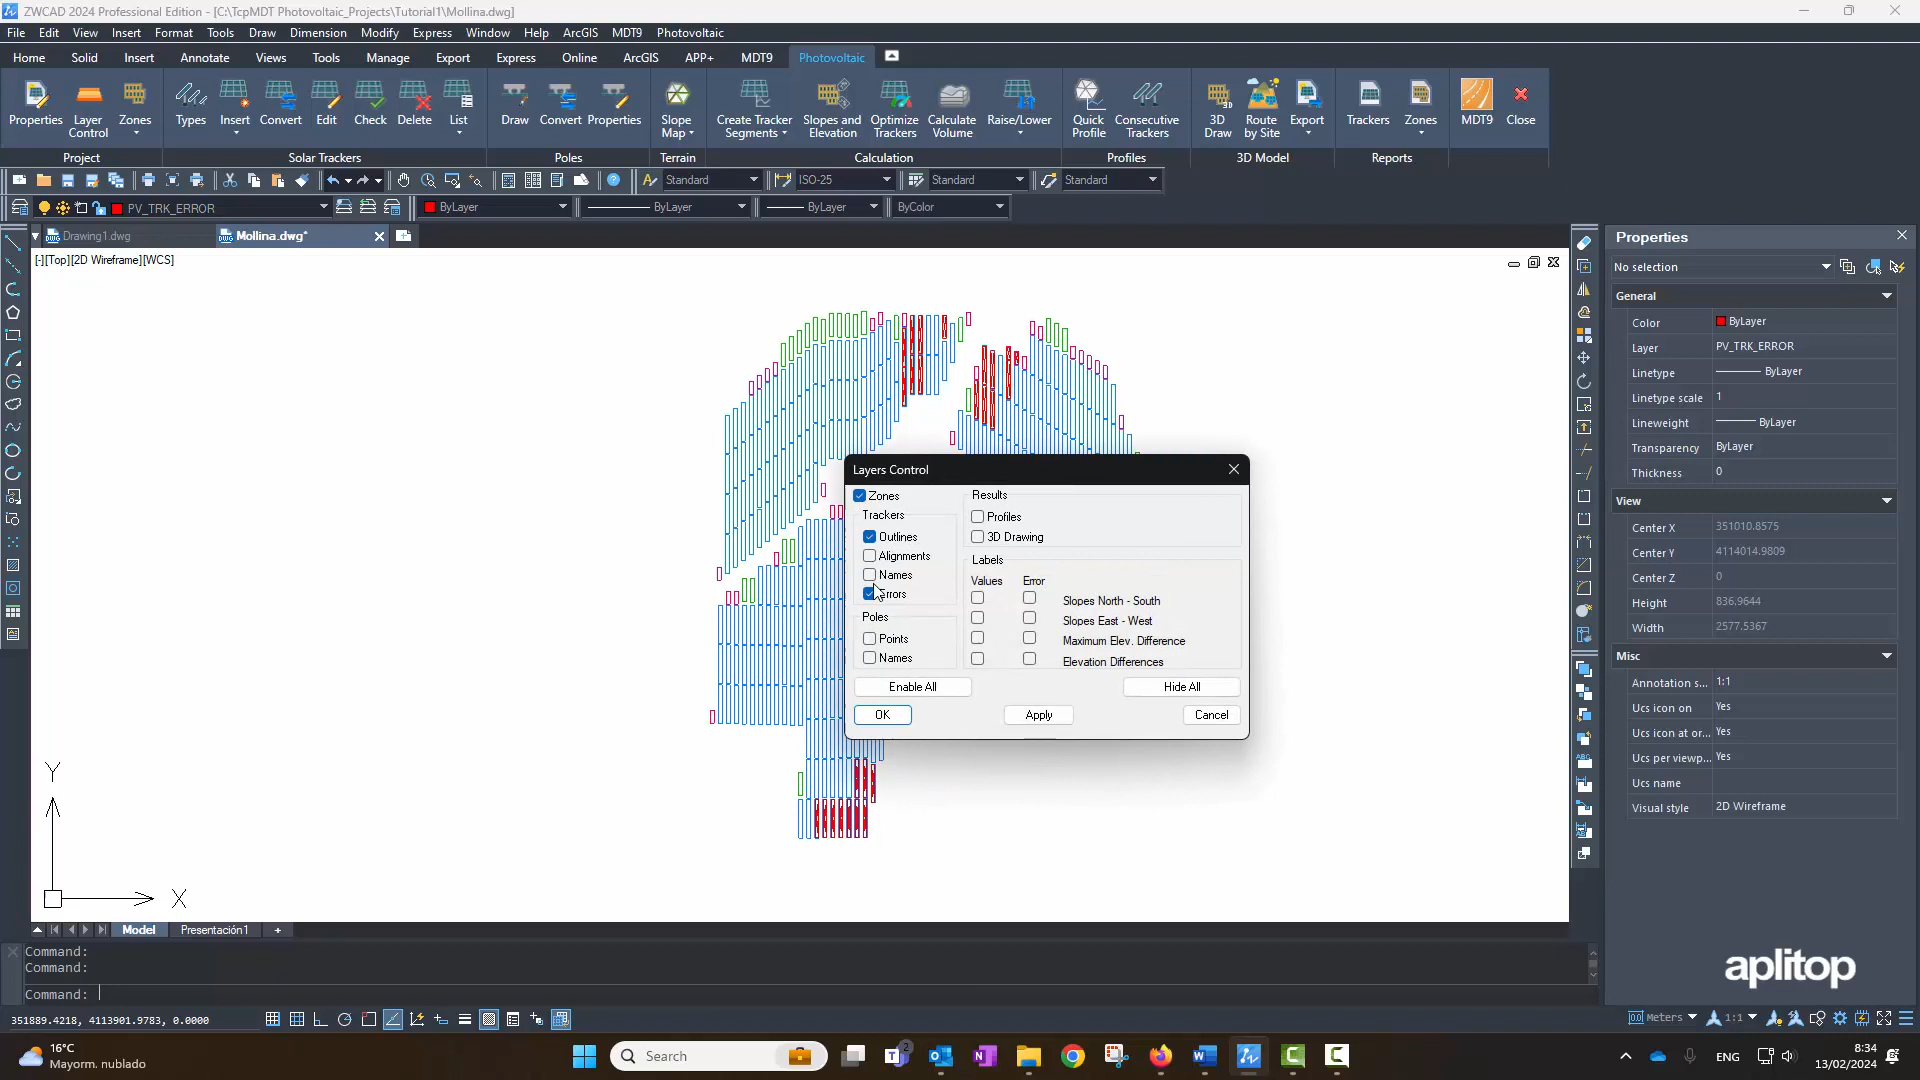 ZWCAD 2024 Professional Edition - [C:\TcpMDT Photovoltaic_Projects\Tutorial1\Mollina.dwg]
File Edit View Insert Format Tools Draw Dimension Modify Express Window Help ArcGIS MDT9 Photovoltaic
Home Solid Insert Annotate Views Tools Manage Export Express Online ArcGIS APP+ MDT9 Photovoltaic
Properties Layer Control Zones Types Insert Convert Edit Check Delete List Draw Convert Properties Slope Map Create Tracker Segments Slopes and Elevation Optimize Trackers Calculate Volume Raise/Lower Quick Profile Consecutive Trackers 3D Draw Route by Site Export Trackers Zones MDT9 Close
Project Solar Trackers Poles Terrain Calculation Profiles 3D Model Reports
Standard ISO-25 Standard Standard
PV_TRK_ERROR ByLayer ByLayer ByLayer ByColor
Drawing1.dwg Mollina.dwg*
[-][Top][2D Wireframe][WCS]
Layers Control
Zones
Trackers
Outlines
Alignments
Names
Errors
Poles
Points
Names
Results
Profiles
3D Drawing
Labels
Values Error
Slopes North - South
Slopes East - West
Maximum Elev. Difference
Elevation Differences
Enable All Hide All
OK Apply Cancel
Y
X
Properties
No selection
General
Color ByLayer
Layer PV_TRK_ERROR
Linetype ByLayer
Linetype scale 1
Lineweight ByLayer
Transparency ByLayer
Thickness 0
View
Center X 351010.8575
Center Y 4114014.9809
Center Z 0
Height 836.9644
Width 2577.5367
Misc
Annotation s... 1:1
Ucs icon on Yes
Ucs icon at or... Yes
Ucs per viewp... Yes
Ucs name
Visual style 2D Wireframe
Model Presentación1 +
Command:
Command:
Command:
aplitop
351889.4218, 4113901.9783, 0.0000
Meters 1:1
16°C
Mayorm. nublado
Search
2
ENG
8:34
13/02/2024